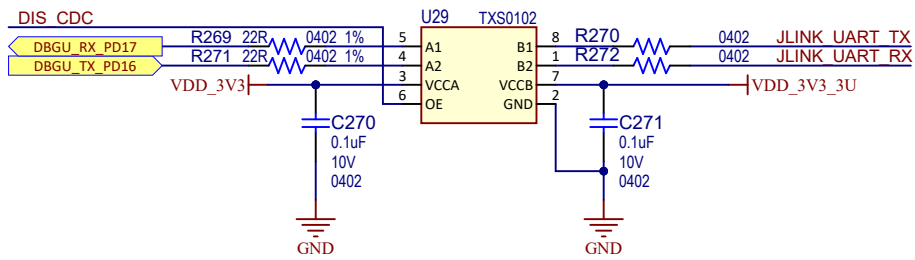 DIS_CDC
U29 TXS0102
DBGU_RX_PD17 R269 22R 0402 1% 5 A1 B1 8 R270 0402 JLINK_UART_TX
DBGU_TX_PD16 R271 22R 0402 1% 4 A2 B2 1 R272 0402 JLINK_UART_RX
VDD_3V3 3 VCCA VCCB 7 VDD_3V3_3U
6 OE GND 2
C270 C271
0.1uF 0.1uF
10V 10V
0402 0402
GND GND